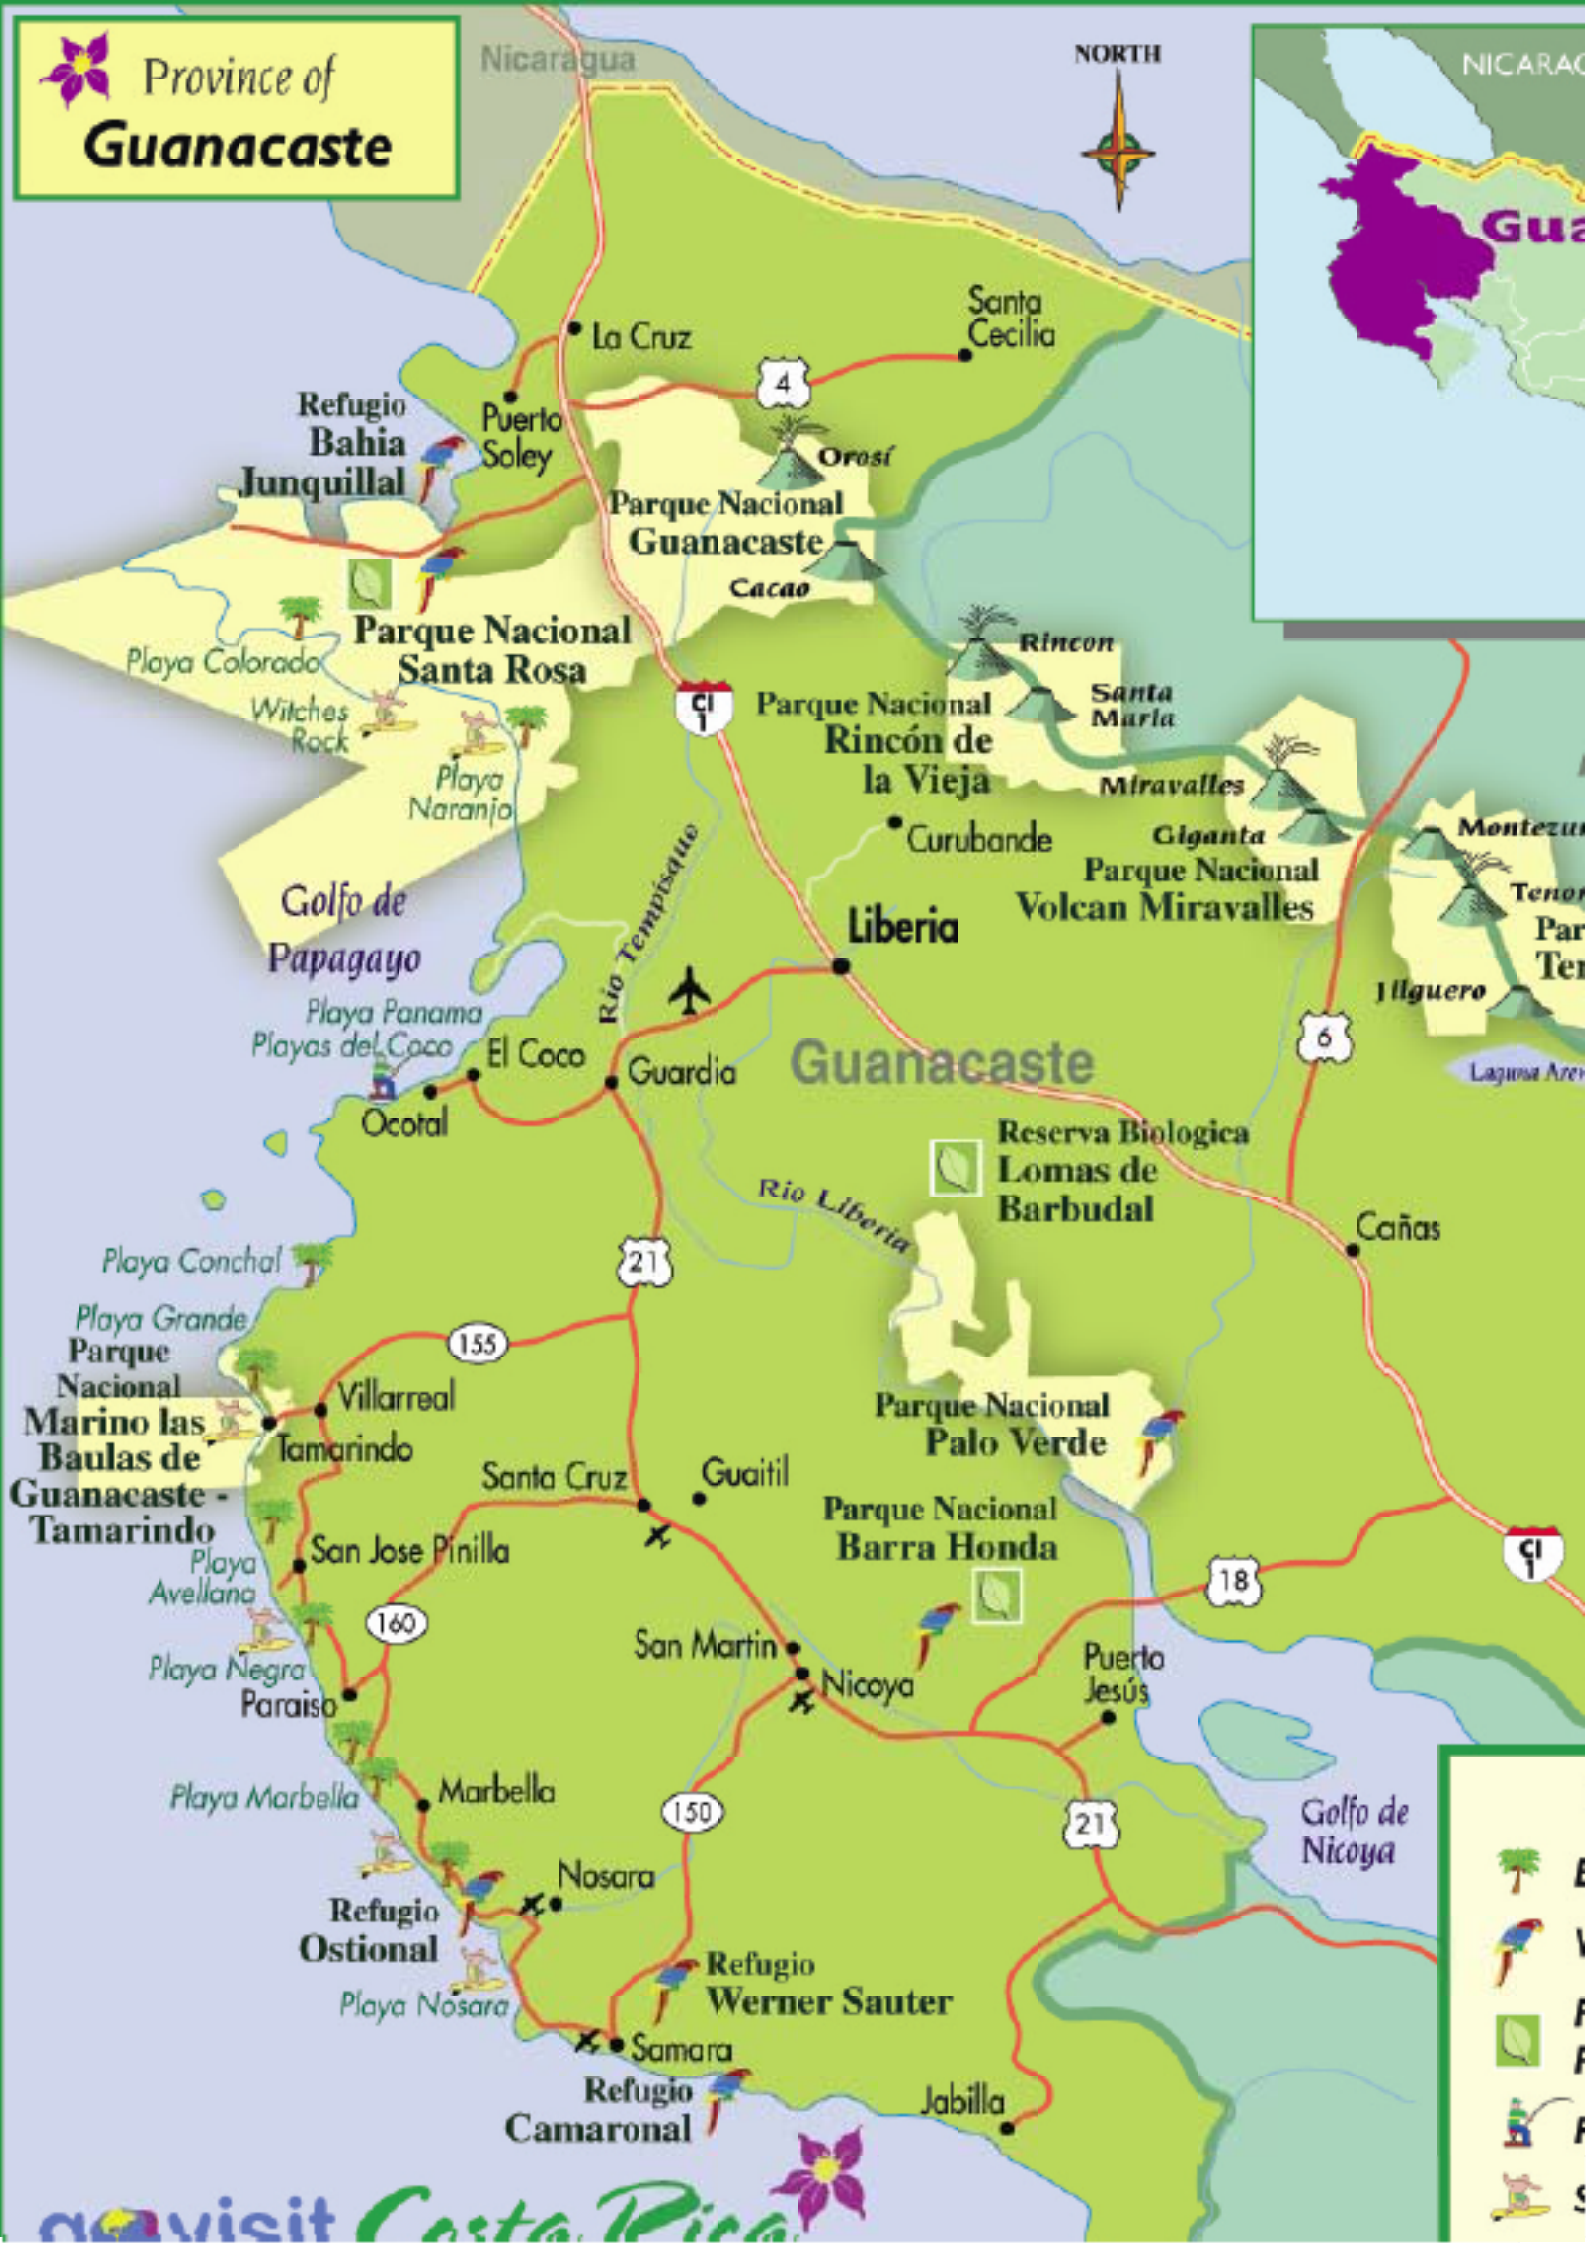 Province of
Guanacaste
Nicaragua
NORTH
La Cruz
Santa
Cecilia
4
Refugio
Bahia
Junquillal
Puerto
Soley
Orosí
Parque Nacional
Guanacaste
Cacao
Parque Nacional
Santa Rosa
Playa Colorado
Witches
Rock
Playa
Naranjo
Rincon
Santa
Maria
CI
1
Parque Nacional
Rincón de
la Vieja
Miravalles
Giganta
Parque Nacional
Volcan Miravalles
Curubande
Jilguero
Golfo de
Papagayo
Rio Tempisque
Liberia
Playa Panama
Playas del Coco
El Coco
Ocotal
Guardia
Guanacaste
6
Laguna
Reserva Biologica
Lomas de
Barbudal
Rio Liberia
Cañas
21
Playa Conchal
Playa Grande
155
Parque
Nacional
Marino las
Baulas de
Guanacaste -
Tamarindo
Villarreal
Tamarindo
Parque Nacional
Palo Verde
Santa Cruz
Guaitil
Parque Nacional
Barra Honda
San Jose Pinilla
Playa
Avellana
CI
1
18
160
San Martin
Nicoya
Puerto
Jesús
Playa Negra
Paraiso
Playa Marbella
Marbella
150
21
Golfo de
Nicoya
Nosara
Refugio
Ostional
Playa Nosara
Refugio
Werner Sauter
Samara
Refugio
Camaronal
Jabilla
visit Costa Rica